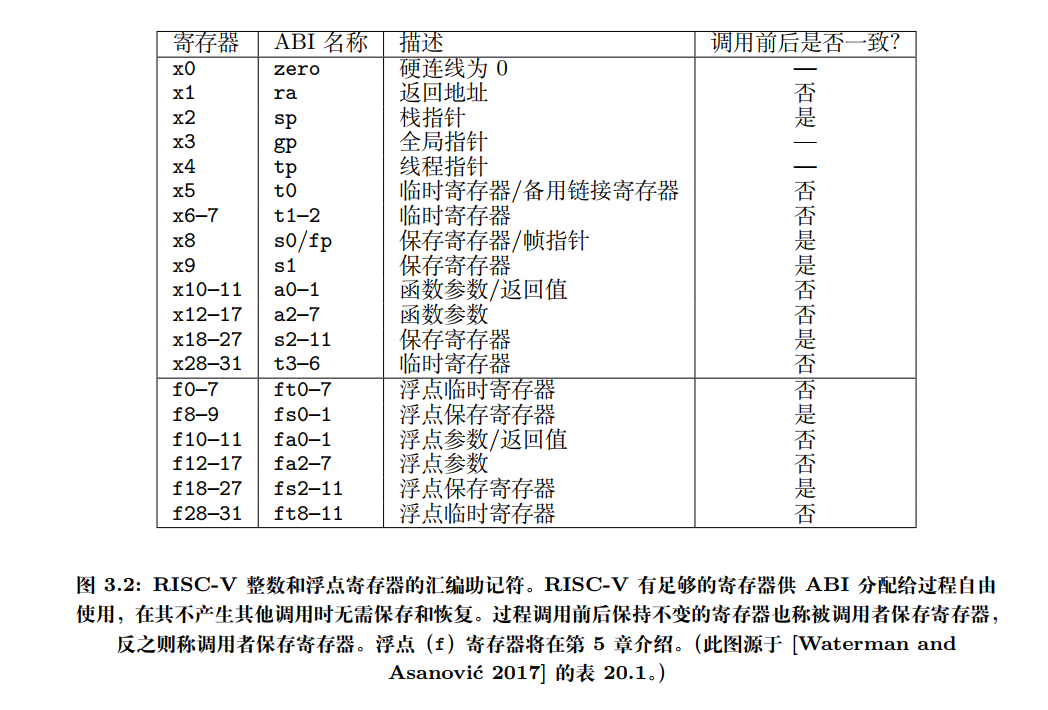 寄存器 ABI 名称 描述 调用前后是否一致？
x0 zero 硬连线为 0 —
x1 ra 返回地址 否
x2 sp 栈指针 是
x3 gp 全局指针 —
x4 tp 线程指针 —
x5 t0 临时寄存器/备用链接寄存器 否
x6–7 t1–2 临时寄存器 否
x8 s0/fp 保存寄存器/帧指针 是
x9 s1 保存寄存器 是
x10–11 a0–1 函数参数/返回值 否
x12–17 a2–7 函数参数 否
x18–27 s2–11 保存寄存器 是
x28–31 t3–6 临时寄存器 否
f0–7 ft0–7 浮点临时寄存器 否
f8–9 fs0–1 浮点保存寄存器 是
f10–11 fa0–1 浮点参数/返回值 否
f12–17 fa2–7 浮点参数 否
f18–27 fs2–11 浮点保存寄存器 是
f28–31 ft8–11 浮点临时寄存器 否
图 3.2: RISC-V 整数和浮点寄存器的汇编助记符。RISC-V 有足够的寄存器供 ABI 分配给过程自由
使用，在其不产生其他调用时无需保存和恢复。过程调用前后保持不变的寄存器也称被调用者保存寄存器，
反之则称调用者保存寄存器。浮点（f）寄存器将在第 5 章介绍。（此图源于 [Waterman and
Asanović 2017] 的表 20.1。）